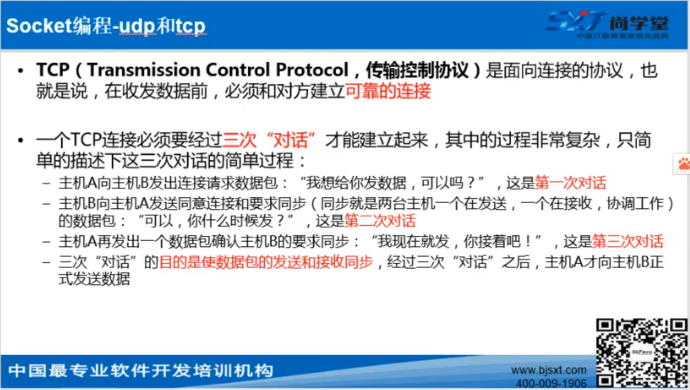 Socket编程-udp和tcp
SXT 尚学堂
中国IT教育高端领先品牌
• TCP（Transmission Control Protocol，传输控制协议）是面向连接的协议，也
就是说，在收发数据前，必须和对方建立可靠的连接
• 一个TCP连接必须要经过三次“对话”才能建立起来，其中的过程非常复杂，只简
单的描述下这三次对话的简单过程：
– 主机A向主机B发出连接请求数据包：“我想给你发数据，可以吗？”，这是第一次对话
– 主机B向主机A发送同意连接和要求同步（同步就是两台主机一个在发送，一个在接收，协调工作）
的数据包：“可以，你什么时候发？”，这是第二次对话
– 主机A再发出一个数据包确认主机B的要求同步：“我现在就发，你接着吧！”，这是第三次对话
– 三次“对话”的目的是使数据包的发送和接收同步，经过三次“对话”之后，主机A才向主机B正
式发送数据
中国最专业软件开发培训机构
www.bjsxt.com
400-009-1906